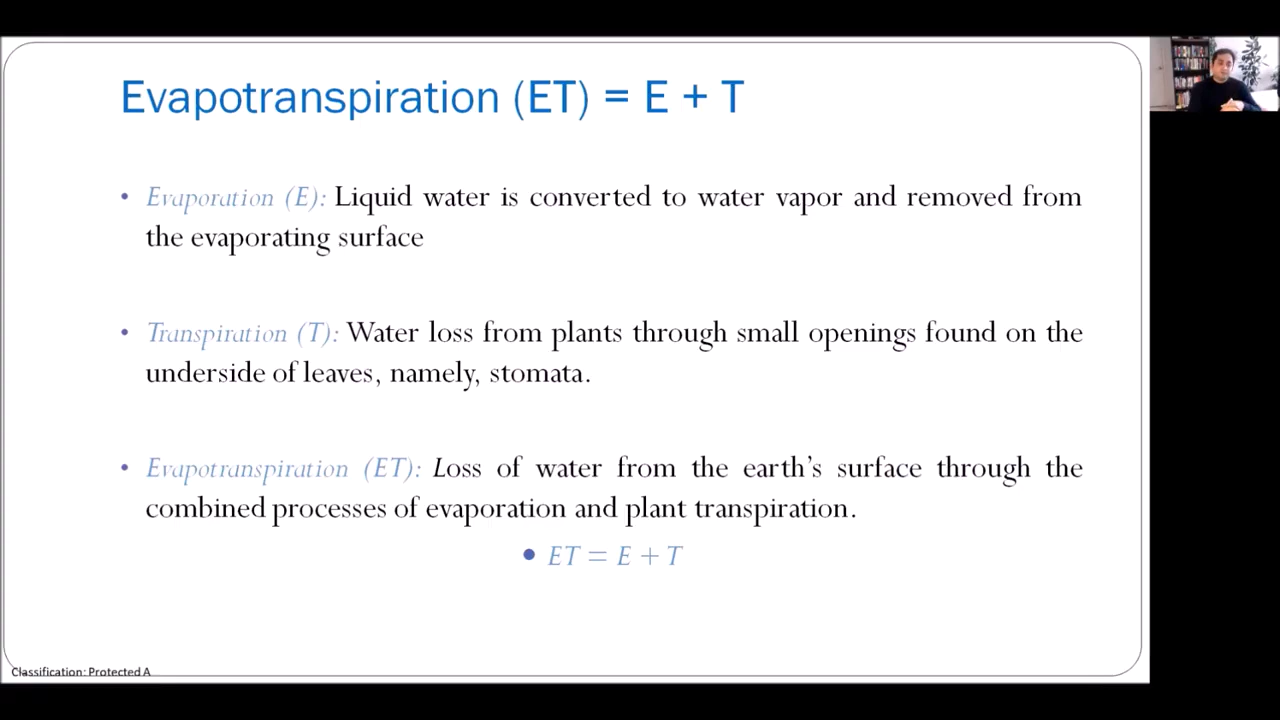 Evapotranspiration (ET) = E + T
• Evaporation (E): Liquid water is converted to water vapor and removed from
the evaporating surface
• Transpiration (T): Water loss from plants through small openings found on the
underside of leaves, namely, stomata.
• Evapotranspiration (ET): Loss of water from the earth's surface through the
combined processes of evaporation and plant transpiration.
• ET = E + T
Classification: Protected A